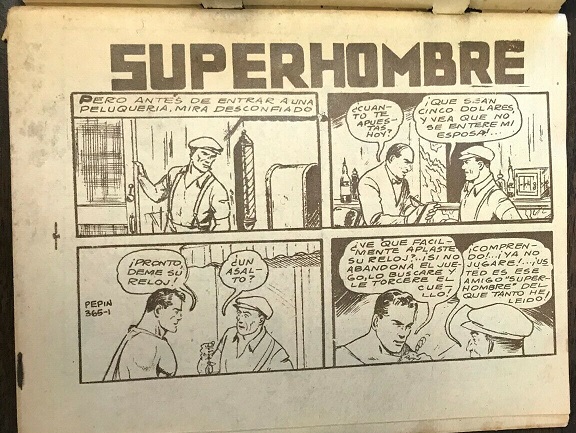 SUPERHOMBRE
PERO ANTES DE ENTRAR A UNA
PELUQUERIA, MIRA DESCONFIADO
¿CUAN-
TO TE
APUES-
TAS
HOY?
¡QUE SEAN
CINCO DOLARES
Y VEA QUE NO
SE ENTERE MI
ESPOSA!...
¡PRONTO
DEME SU
RELOJ!
¿UN
ASAL-
TO?
PEPIN
365-1
¿VE QUE FACIL-
MENTE APLASTE
SU RELOJ?..¡SI NO
ABANDONA EL JUE-
GO, LO BUSCARE Y
LE TORCERE EL
CUE-
LLO!
¡COMPREN-
DO!..¡YA NO
JUGARE!...¡US
TED ES ESE
AMIGO "SUPER-
HOMBRE" DEL
QUE TANTO HE
LEIDO!